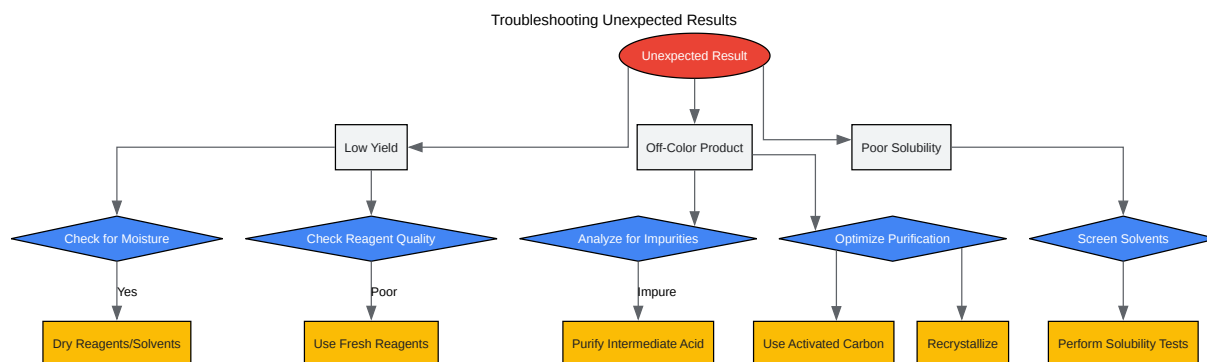 Troubleshooting Unexpected Results
Unexpected Result
Low Yield
Off-Color Product
Poor Solubility
Check for Moisture
Check Reagent Quality
Analyze for Impurities
Optimize Purification
Screen Solvents
Yes
Poor
Impure
Dry Reagents/Solvents
Use Fresh Reagents
Purify Intermediate Acid
Use Activated Carbon
Recrystallize
Perform Solubility Tests